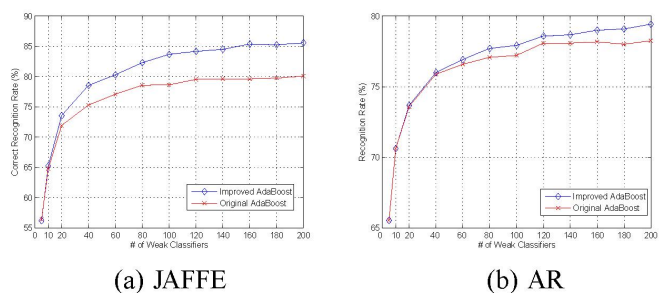 90
85
80
75
70
65
60
55
Correct Recognition Rate (%)
0 10 20 40 60 80 100 120 140 160 180 200
# of Weak Classifiers
Improved AdaBoost
Original AdaBoost
(a) JAFFE
80
75
70
65
Recognition Rate (%)
0 10 20 40 60 80 100 120 140 160 180 200
# of Weak Classifiers
Improved AdaBoost
Original AdaBoost
(b) AR